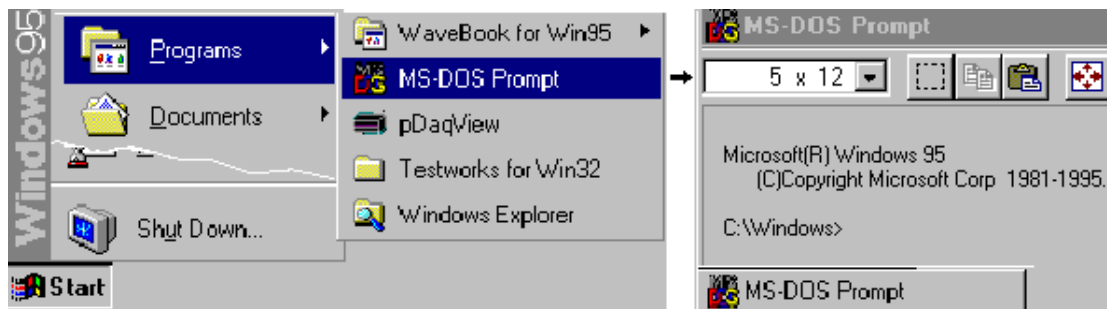 Windows95
Programs
Documents
Shut Down...
Start
WaveBook for Win95
MS-DOS Prompt
pDaqView
Testworks for Win32
Windows Explorer
MS-DOS Prompt
5 x 12
Microsoft(R) Windows 95
(C)Copyright Microsoft Corp 1981-1995.
C:\Windows>
MS-DOS Prompt